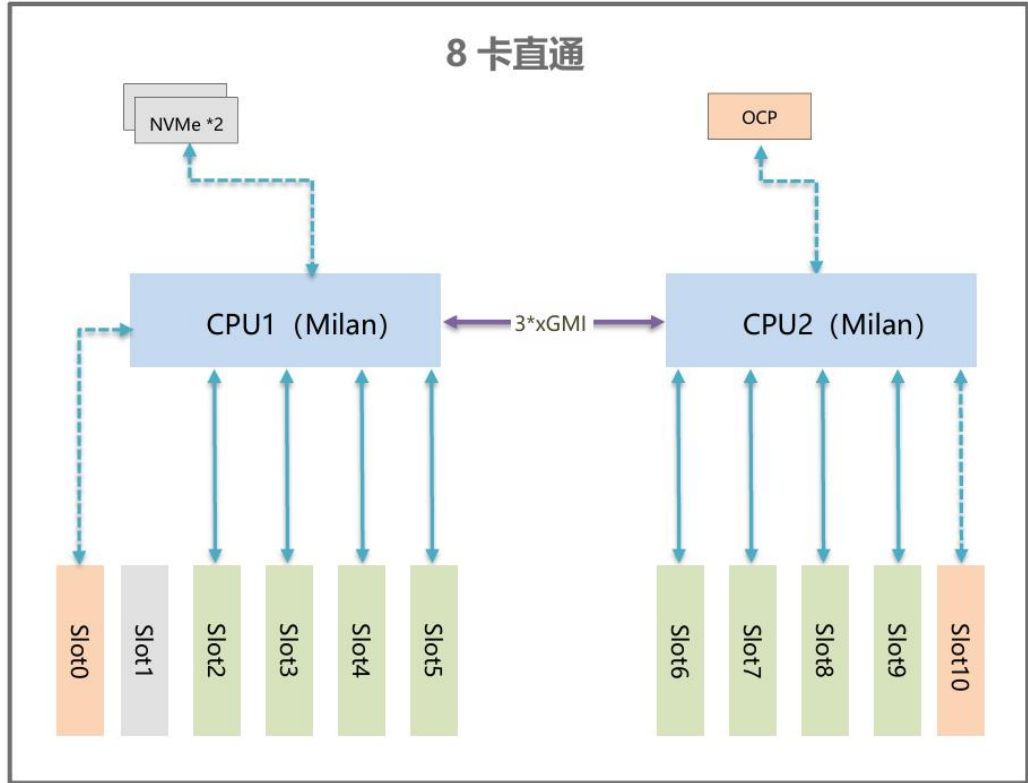 8 卡直通
NVMe *2
OCP
CPU1（Milan）
3*xGMI
CPU2（Milan）
Slot0
Slot1
Slot2
Slot3
Slot4
Slot5
Slot6
Slot7
Slot8
Slot9
Slot10